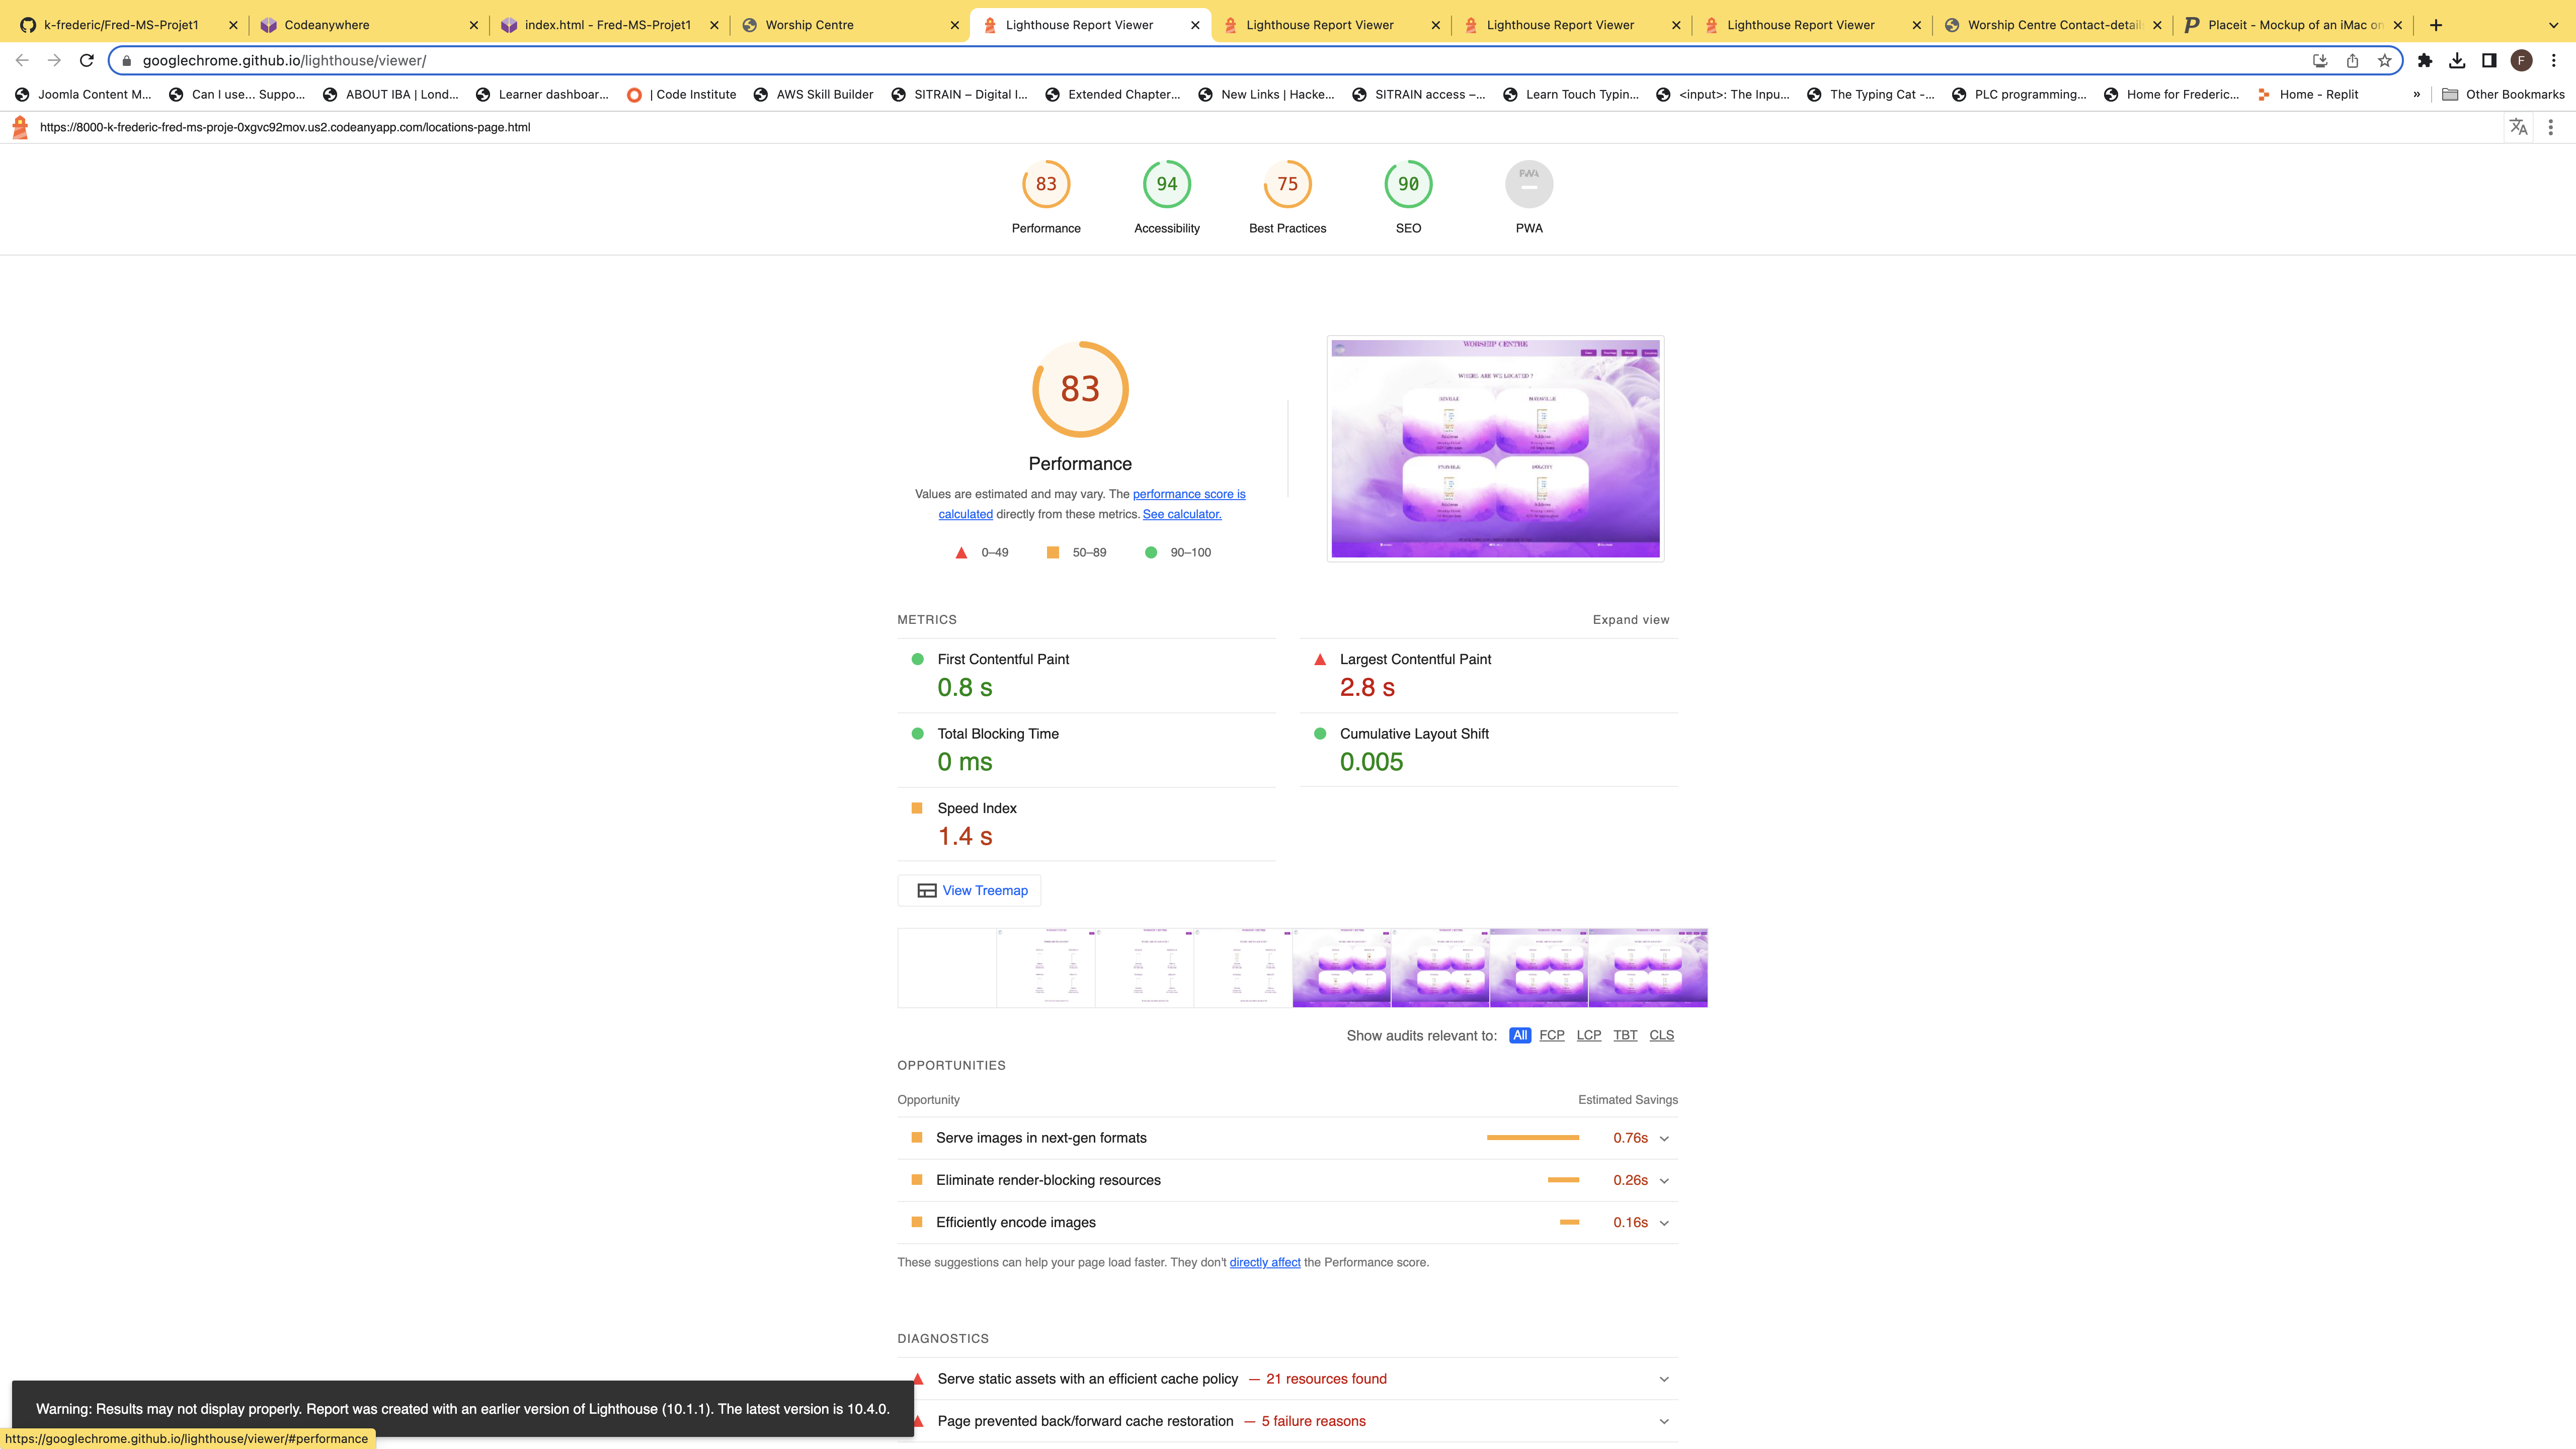 k-frederic/Fred-MS-Projet1
Codeanywhere
index.html - Fred-MS-Projet1
Worship Centre
Lighthouse Report Viewer
Lighthouse Report Viewer
Lighthouse Report Viewer
Lighthouse Report Viewer
Worship Centre Contact-detail
Placeit - Mockup of an iMac on
googlechrome.github.io/lighthouse/viewer/
F
Joomla Content M...
Can I use... Suppo...
ABOUT IBA | Lond...
Learner dashboar...
| Code Institute
AWS Skill Builder
SITRAIN – Digital I...
Extended Chapter...
New Links | Hacke...
SITRAIN access –...
Learn Touch Typin...
<input>: The Inpu...
The Typing Cat -...
PLC programming...
Home for Frederic...
Home - Replit
»
Other Bookmarks
https://8000-k-frederic-fred-ms-proje-0xgvc92mov.us2.codeanyapp.com/locations-page.html
83
94
75
90
PWA
Performance
Accessibility
Best Practices
SEO
PWA
83
Performance
Values are estimated and may vary. The performance score is
calculated directly from these metrics. See calculator.
0–49
50–89
90–100
WORSHIP CENTRE
WHERE ARE WE LOCATED ?
METRICS
Expand view
First Contentful Paint
0.8 s
Largest Contentful Paint
2.8 s
Total Blocking Time
0 ms
Cumulative Layout Shift
0.005
Speed Index
1.4 s
View Treemap
Show audits relevant to: All FCP LCP TBT CLS
OPPORTUNITIES
Opportunity
Estimated Savings
Serve images in next-gen formats
0.76s
Eliminate render-blocking resources
0.26s
Efficiently encode images
0.16s
These suggestions can help your page load faster. They don't directly affect the Performance score.
DIAGNOSTICS
Serve static assets with an efficient cache policy — 21 resources found
Page prevented back/forward cache restoration — 5 failure reasons
Warning: Results may not display properly. Report was created with an earlier version of Lighthouse (10.1.1). The latest version is 10.4.0.
https://googlechrome.github.io/lighthouse/viewer/#performance